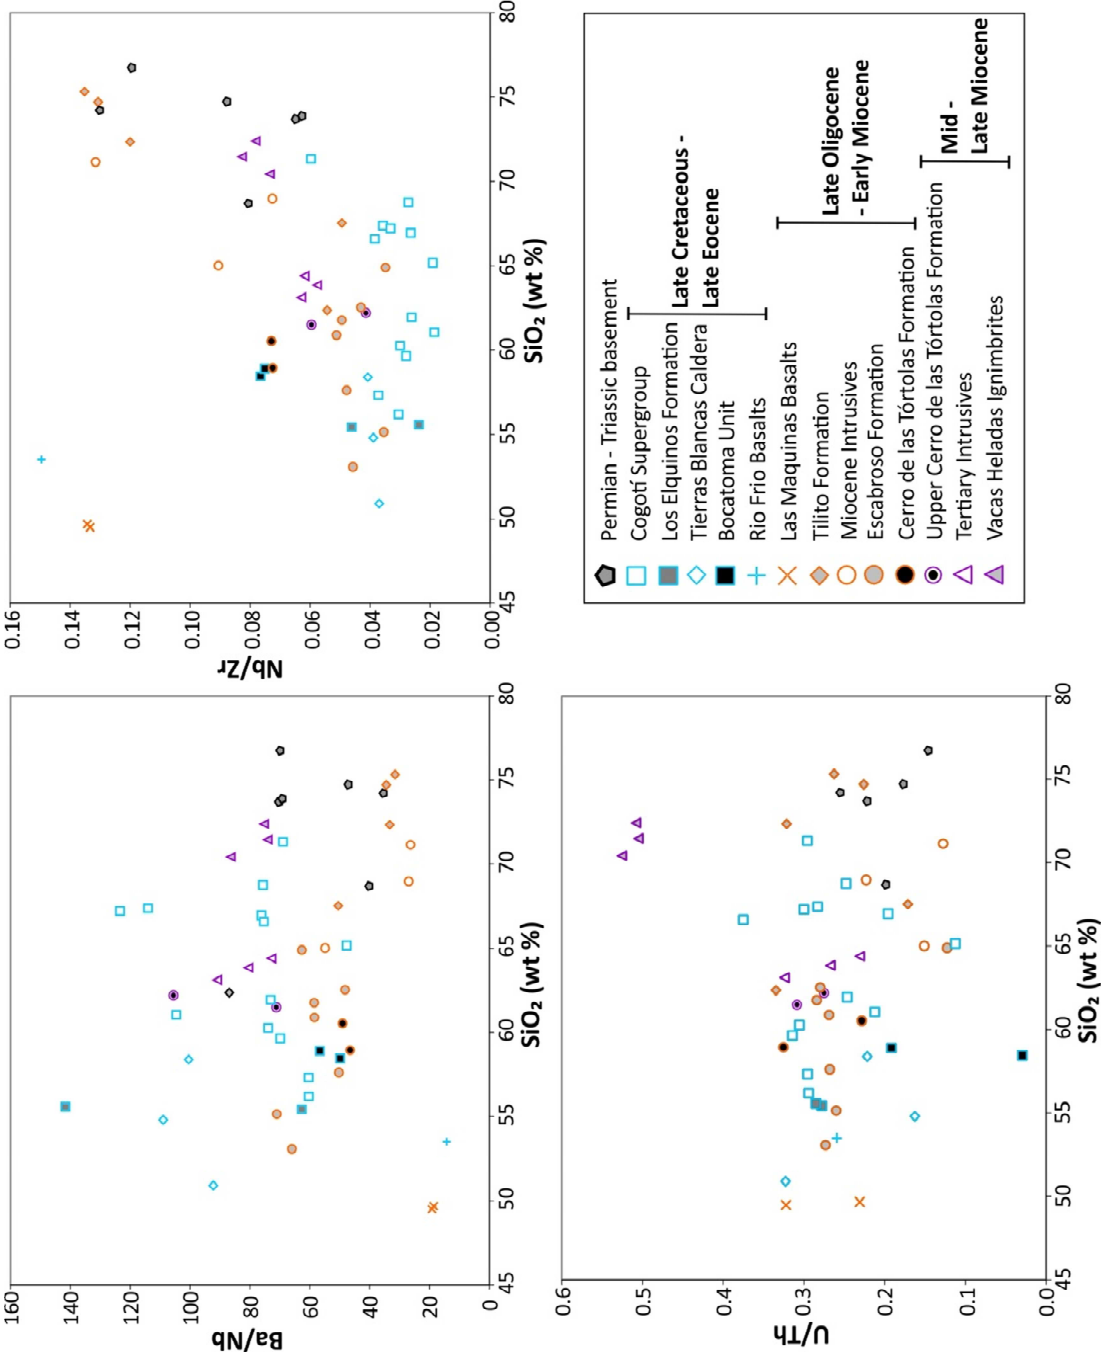 160
140
120
100
80
60
40
20
0
Ba/Nb
45
50
55
60
65
70
75
80
SiO₂ (wt %)
0.16
0.14
0.12
0.10
0.08
0.06
0.04
0.02
0.00
Nb/Zr
45
50
55
60
65
70
75
80
SiO₂ (wt %)
0.6
0.5
0.4
0.3
0.2
0.1
0.0
U/Th
45
50
55
60
65
70
75
80
SiO₂ (wt %)
Permian - Triassic basement
Cogotí Supergroup
Los Elquinos Formation
Tierras Blancas Caldera
Bocatoma Unit
Rio Frio Basalts
Las Maquinas Basalts
Tilito Formation
Miocene Intrusives
Escabroso Formation
Cerro de las Tórtolas Formation
Upper Cerro de las Tórtolas Formation
Tertiary Intrusives
Vacas Heladas Ignimbrites
Late Cretaceous -
Late Eocene
Late Oligocene
- Early Miocene
Mid -
Late Miocene